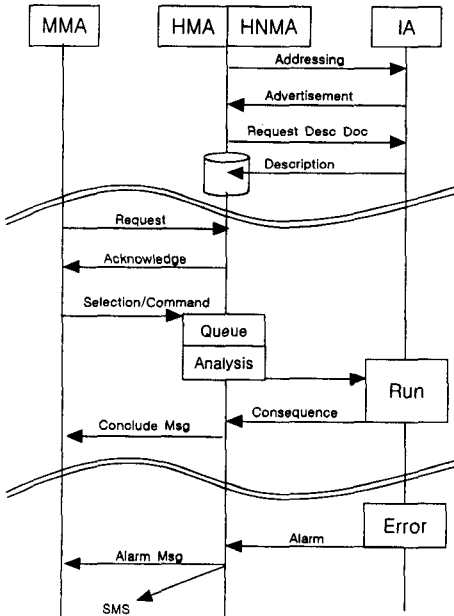 MMA HMA HNMA IA
Addressing
Advertisement
Request Desc Doc
Description
Request
Acknowledge
Selection/Command
Queue
Analysis
Run
Consequence
Conclude Msg
Error
Alarm
Alarm Msg
SMS